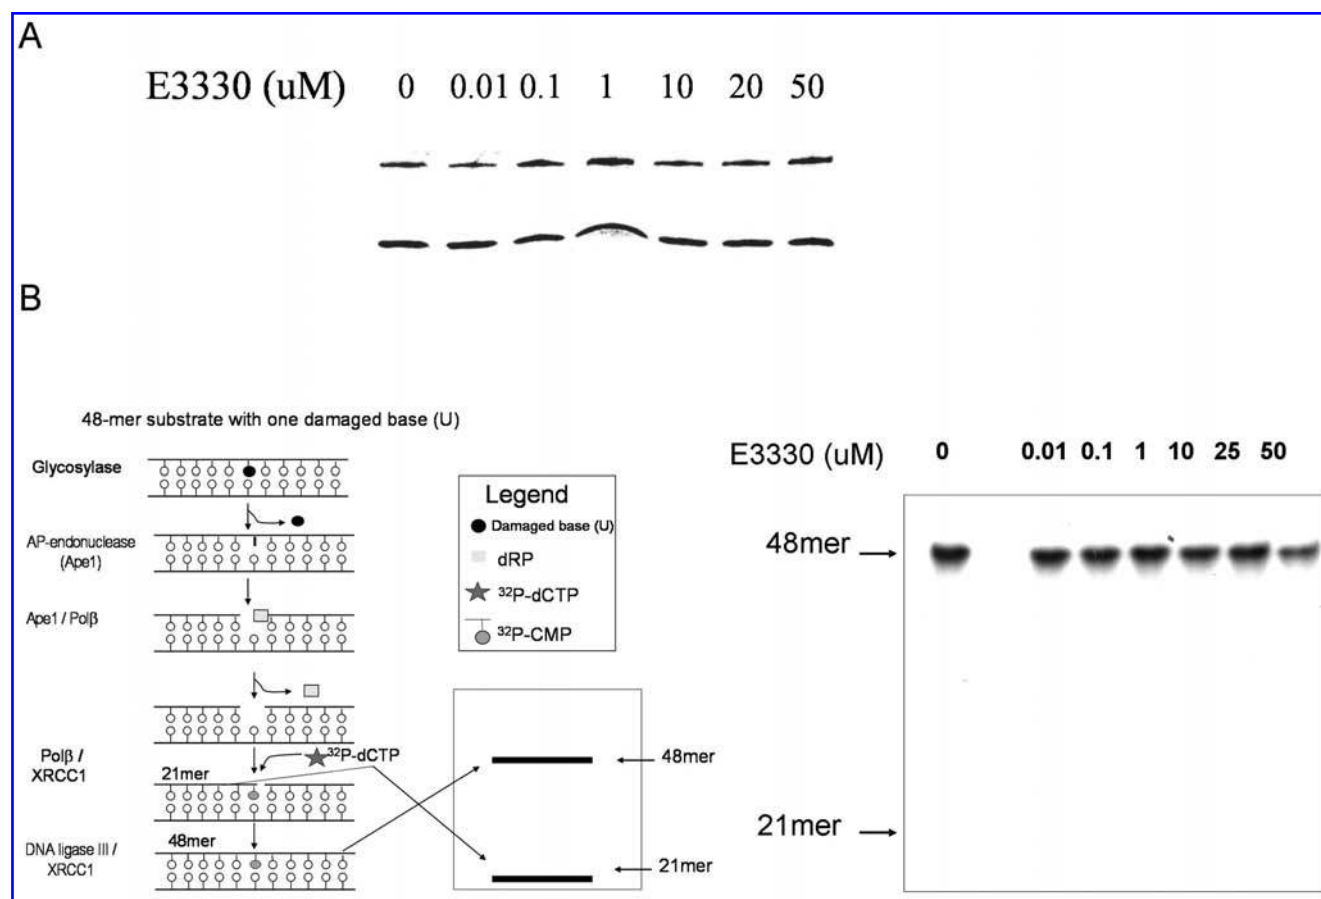 A
E3330 (uM) 0 0.01 0.1 1 10 20 50
B
48-mer substrate with one damaged base (U)
Glycosylase
AP-endonuclease
(Ape1)
Ape1 / Polβ
Polβ /
XRCC1
32P-dCTP
21mer
48mer
DNA ligase III /
XRCC1
Legend
Damaged base (U)
dRP
32P-dCTP
32P-CMP
48mer
21mer
E3330 (uM) 0 0.01 0.1 1 10 25 50
48mer
21mer